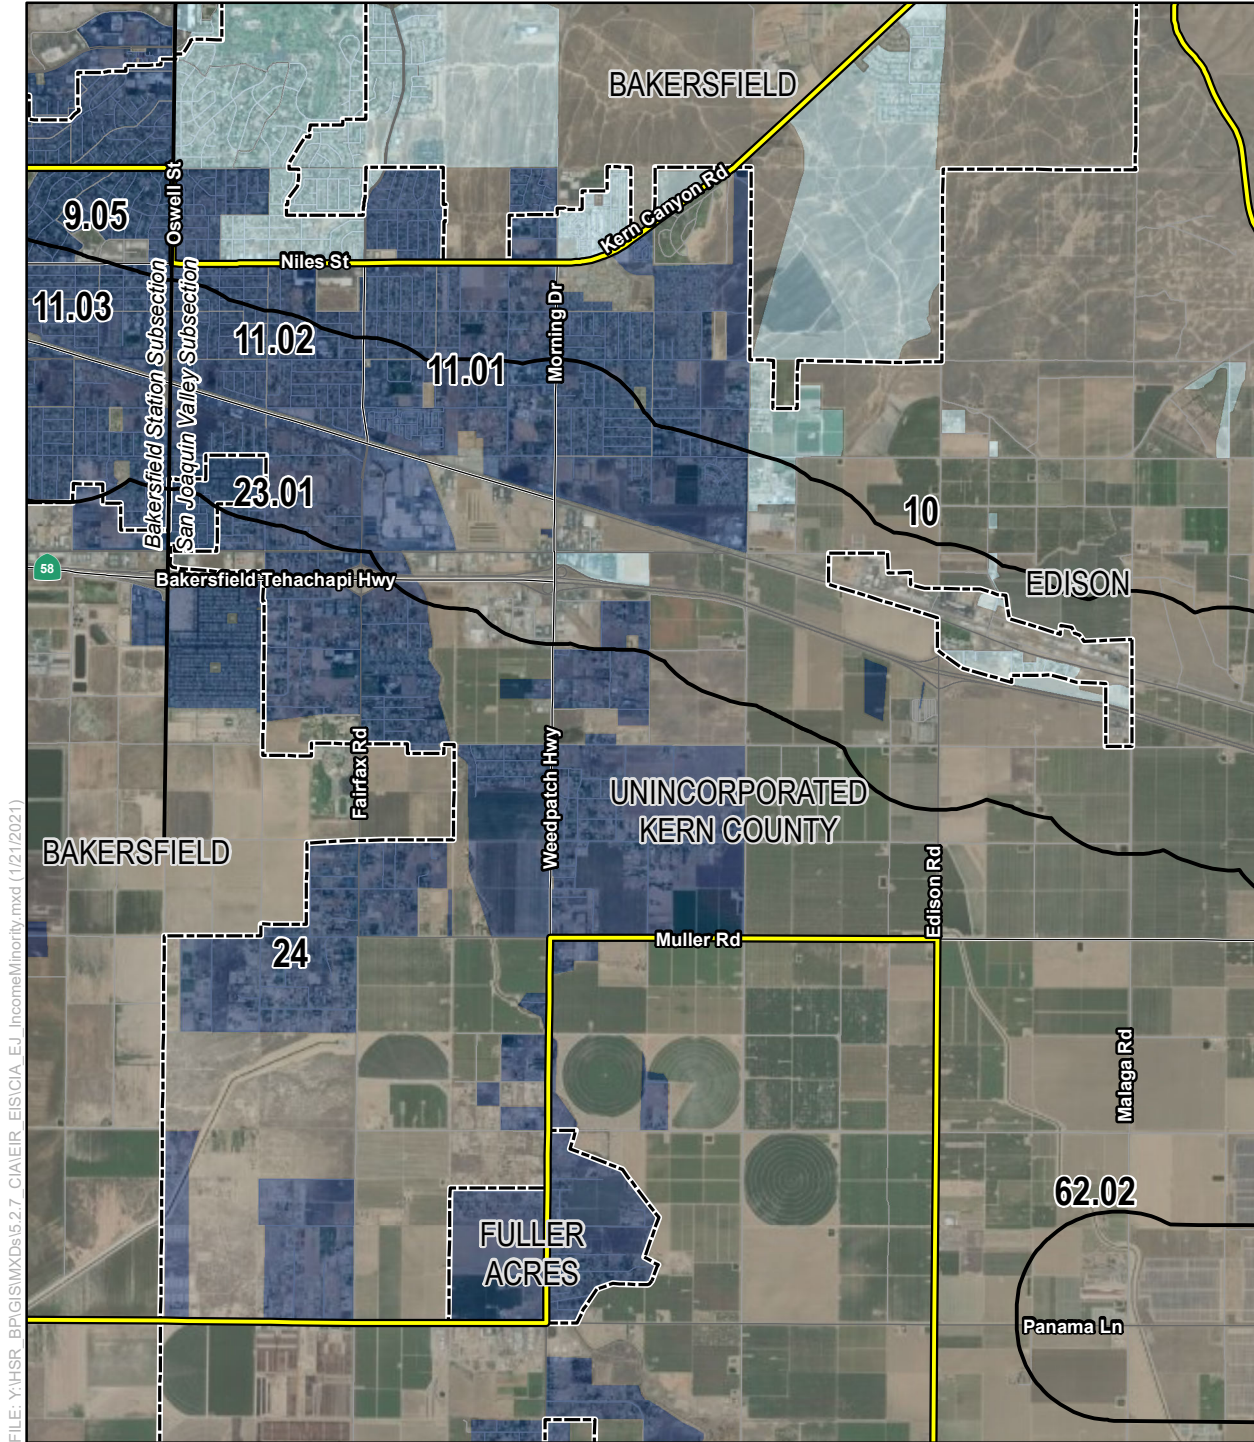 BAKERSFIELD
Oswell St
9.05
Kern Canyon Rd
Niles St
11.03
Bakersfield Station Subsection
San Joaquin Valley Subsection
11.02
Morning Dr
11.01
23.01
10
58
Bakersfield Tehachapi Hwy
EDISON
Fairfax Rd
Weedpatch Hwy
UNINCORPORATED
KERN COUNTY
BAKERSFIELD
Edison Rd
24
Muller Rd
Malaga Rd
62.02
FULLER
ACRES
Panama Ln
FILE: Y:\HSR_BP\GIS\MXDs\5.2.7_CIA\EIR_EIS\CIA_EJ_IncomeMinority.mxd (1/21/2021)